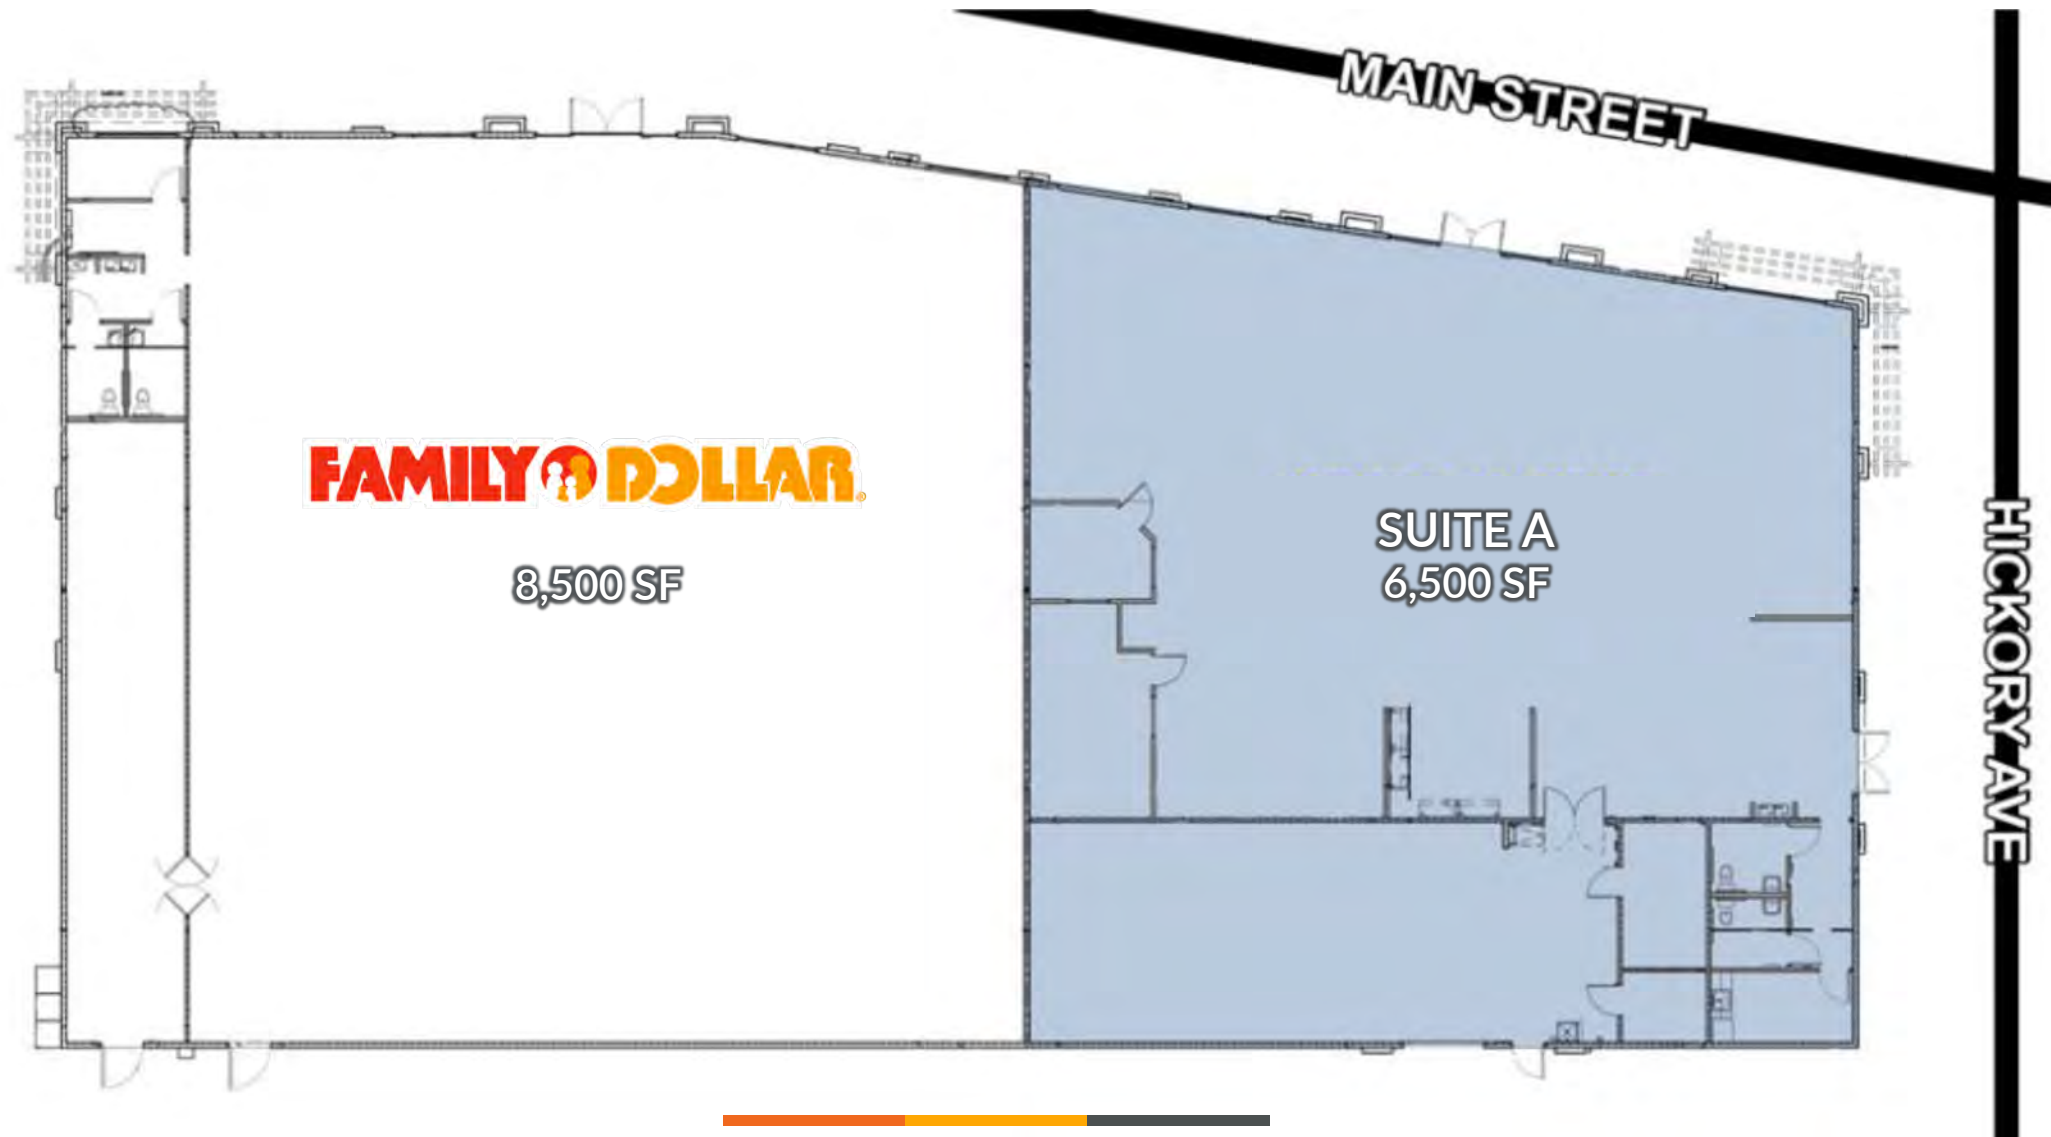 MAIN STREET
FAMILY DOLLAR
8,500 SF
SUITE A
6,500 SF
HICKORY AVE